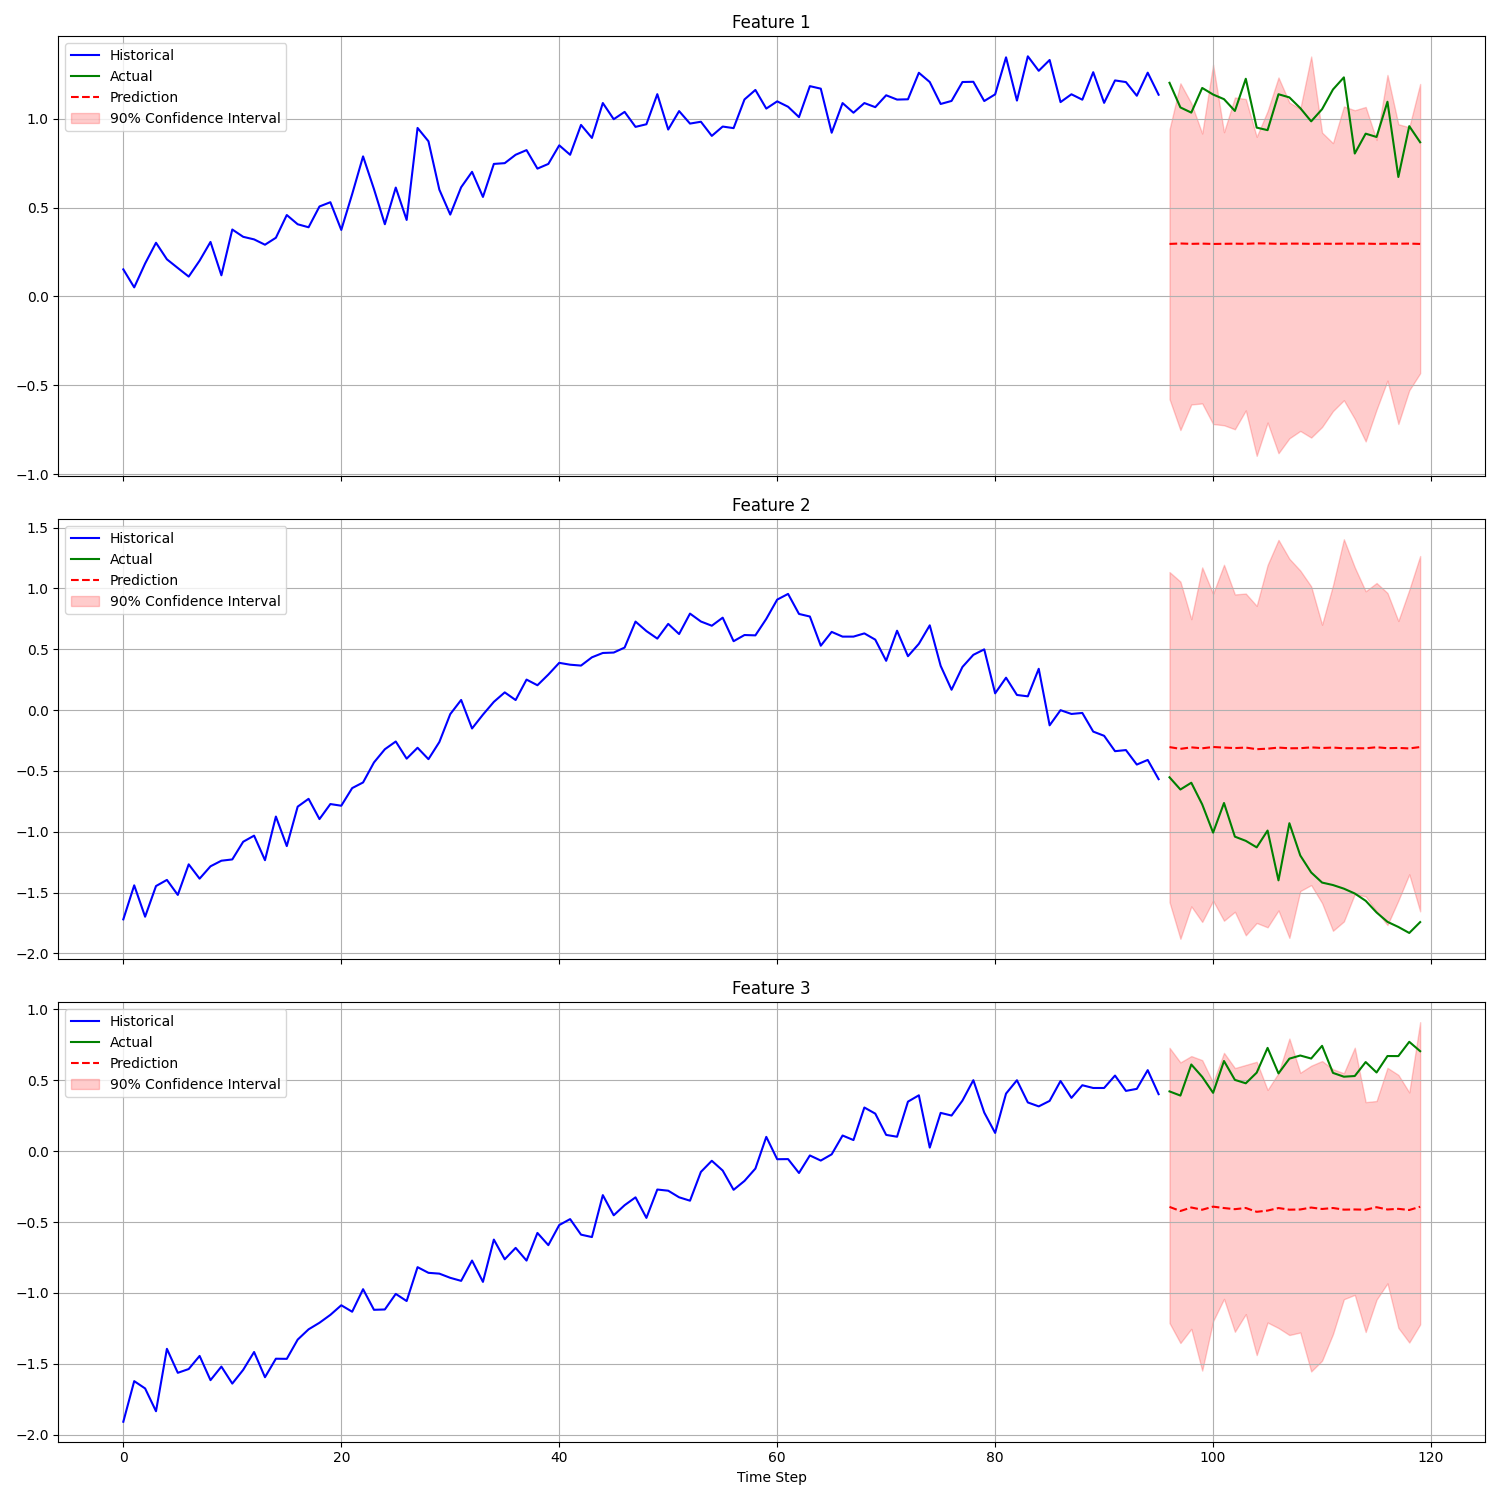 Feature 1
Historical
Actual
Prediction
90% Confidence Interval
1.0
0.5
0.0
−0.5
−1.0
Feature 2
Historical
Actual
Prediction
90% Confidence Interval
1.5
1.0
0.5
0.0
−0.5
−1.0
−1.5
−2.0
Feature 3
Historical
Actual
Prediction
90% Confidence Interval
1.0
0.5
0.0
−0.5
−1.0
−1.5
−2.0
0 20 40 60 80 100 120
Time Step